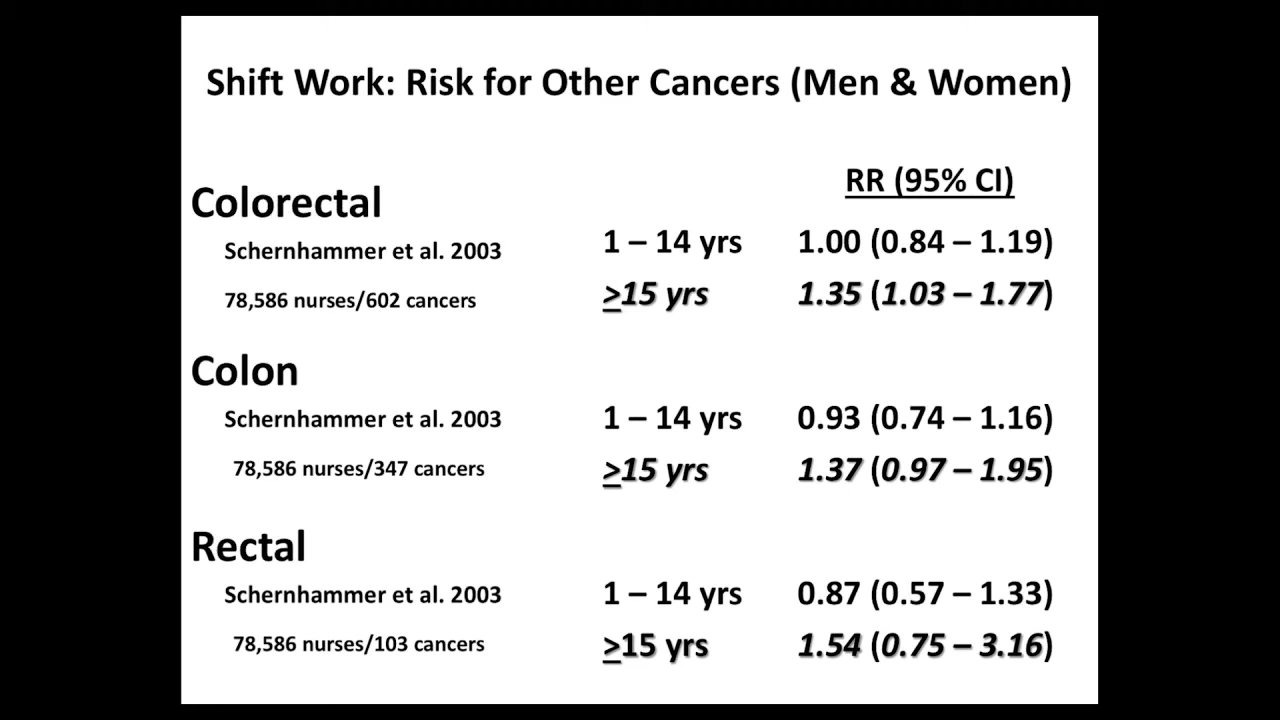 Shift Work: Risk for Other Cancers (Men & Women)
RR (95% CI)
Colorectal
Schernhammer et al. 2003
1 – 14 yrs 1.00 (0.84 – 1.19)
78,586 nurses/602 cancers
>15 yrs 1.35 (1.03 – 1.77)
Colon
Schernhammer et al. 2003
1 – 14 yrs 0.93 (0.74 – 1.16)
78,586 nurses/347 cancers
>15 yrs 1.37 (0.97 – 1.95)
Rectal
Schernhammer et al. 2003
1 – 14 yrs 0.87 (0.57 – 1.33)
78,586 nurses/103 cancers
>15 yrs 1.54 (0.75 – 3.16)